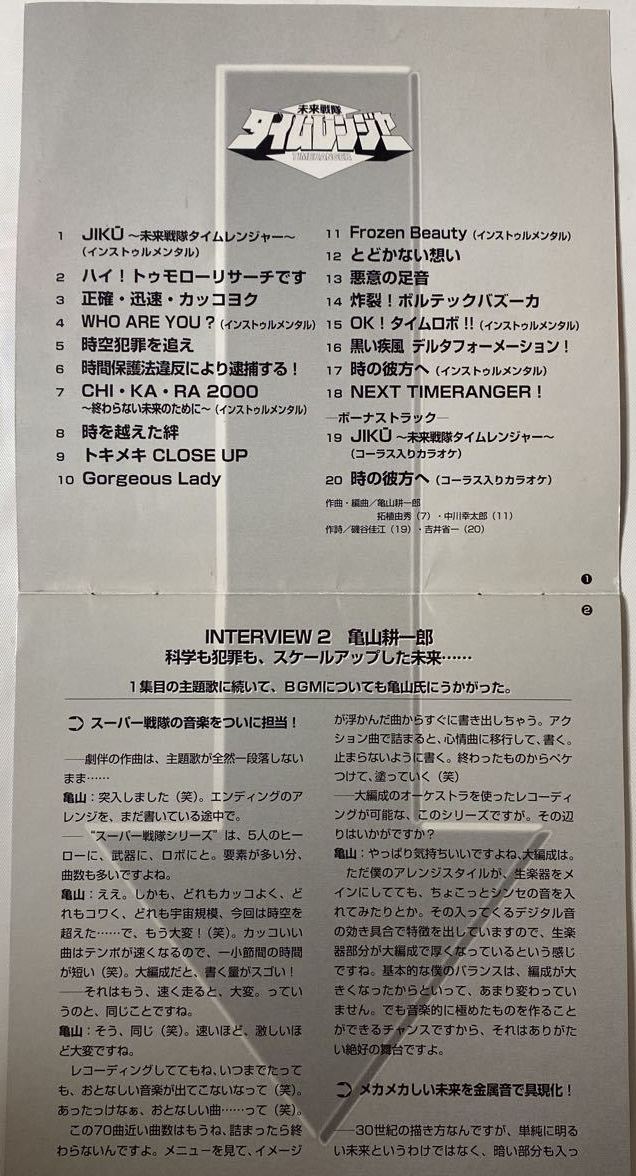 未来戦隊
タイムレンジャー
TIMERANGER
1 JIKŪ 〜未来戦隊タイムレンジャー〜
(インストゥルメンタル)
2 ハイ！トゥモローリサーチです
3 正確・迅速・カッコヨク
4 WHO ARE YOU？(インストゥルメンタル)
5 時空犯罪を追え
6 時間保護法違反により逮捕する！
7 CHI・KA・RA 2000
〜終わらない未来のために〜(インストゥルメンタル)
8 時を越えた絆
9 トキメキ CLOSE UP
10 Gorgeous Lady
11 Frozen Beauty (インストゥルメンタル)
12 とどかない想い
13 悪意の足音
14 炸裂！ボルテックバズーカ
15 OK！タイムロボ!!(インストゥルメンタル)
16 黒い疾風 デルタフォーメーション！
17 時の彼方へ (インストゥルメンタル)
18 NEXT TIMERANGER！
—ボーナストラック—
19 JIKŪ 〜未来戦隊タイムレンジャー〜
(コーラス入りカラオケ)
20 時の彼方へ (コーラス入りカラオケ)
作曲・編曲／亀山耕一郎
拓植由秀（7）・中川幸太郎（11）
作詩／磯谷佳江（19）・吉井省一（20）
❶
❷
INTERVIEW 2　亀山耕一郎
科学も犯罪も、スケールアップした未来……
１集目の主題歌に続いて、ＢＧＭについても亀山氏にうかがった。
スーパー戦隊の音楽をついに担当！
――劇伴の作曲は、主題歌が全然一段落しない
まま……
亀山：突入しました（笑）。エンディングのア
レンジを、まだ書いている途中で。
――“スーパー戦隊シリーズ”は、5人のヒー
ローに、武器に、ロボにと。要素が多い分、
曲数も多いですよね。
亀山：ええ。しかも、どれもカッコよく、ど
れもコワく、どれも宇宙規模、今回は時空を
超えた……で、もう大変！（笑）。カッコいい
曲はテンポが速くなるので、一小節間の時間
が短い（笑）。大編成だと、書く量がスゴい！
――それはもう、速く走ると、大変。ってい
うのと、同じことですね。
亀山：そう、同じ（笑）。速いほど、激しいほ
ど大変ですね。
　レコーディングしててもね、いつまでたって
も、おとなしい音楽が出てこないなって（笑）。
あったっけなぁ、おとなしい曲……って（笑）。
　この70曲近い曲数はもうね、詰まったら終
わらないんですよ。メニューを見て、イメージ
が浮かんだ曲からすぐに書き出しちゃう。アク
ション曲で詰まると、心情曲に移行して、書く。
止まらないように書く。終わったものからペケ
つけて、塗っていく（笑）
――大編成のオーケストラを使ったレコーディ
ングが可能な、このシリーズですが。その辺
りはいかがですか？
亀山：やっぱり気持ちいいですよね、大編成は。
　ただ僕のアレンジスタイルが、生楽器をメ
インにしてても、ちょこっとシンセの音を入
れてみたりとか。その入ってくるデジタル音
の効き具合で特徴を出していますので、生楽
器部分が大編成で厚くなっているという感じ
ですね。基本的な僕のバランスは、編成が大
きくなったからといって、あまり変わってい
ません。でも音楽的に極めたものを作ること
ができるチャンスですから、それはありがた
い絶好の舞台ですよ。
メカメカしい未来を金属音で具現化！
――30世紀の描き方なんですが、単純に明る
い未来というわけではなく、暗い部分も入っ